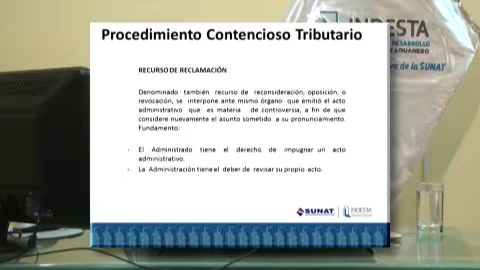 Procedimiento Contencioso Tributario
RECURSO DE RECLAMACIÓN
Denominado también recurso de reconsideración, oposición, o
revocación, se interpone ante mismo órgano que emitió el acto
administrativo que es materia de controversia, a fin de que
considere nuevamente el asunto sometido a su pronunciamiento.
Fundamento:
- El Administrado tiene el derecho de impugnar un acto
administrativo.
- La Administración tiene el deber de revisar su propio acto.
SUNAT INDESTA
INDESTA
DESARROLLO
ADUANERO
de la SUNAT